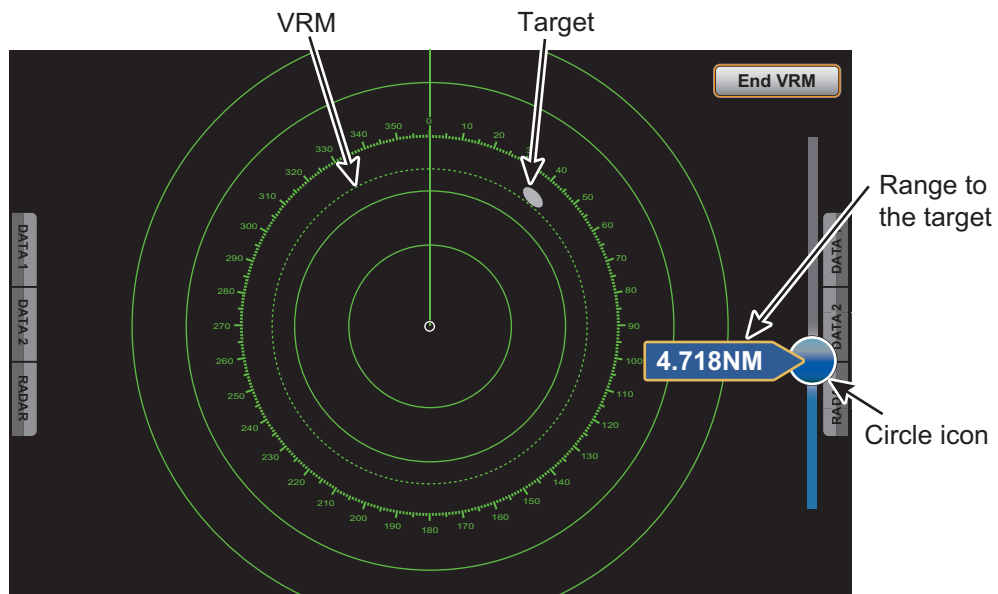 VRM
Target
End VRM
0
10
20
40
50
60
70
80
90
100
110
120
130
140
150
160
170
180
190
200
210
220
230
240
250
260
270
280
290
300
310
320
330
340
350
Range to
the target
DATA 1
DATA 2
RADAR
DATA
DATA 2
4.718NM
Circle icon